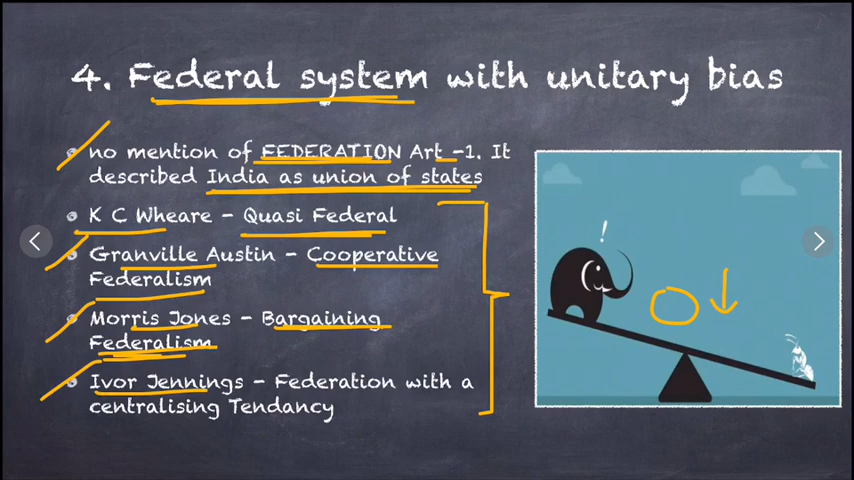 4. Federal system with unitary bias
no mention of FEDERATION Art -1. It
described India as union of states
K C Wheare - Quasi Federal
Granville Austin - Cooperative
Federalism
Morris Jones - Bargaining
Federalism
Ivor Jennings - Federation with a
centralising Tendancy
!